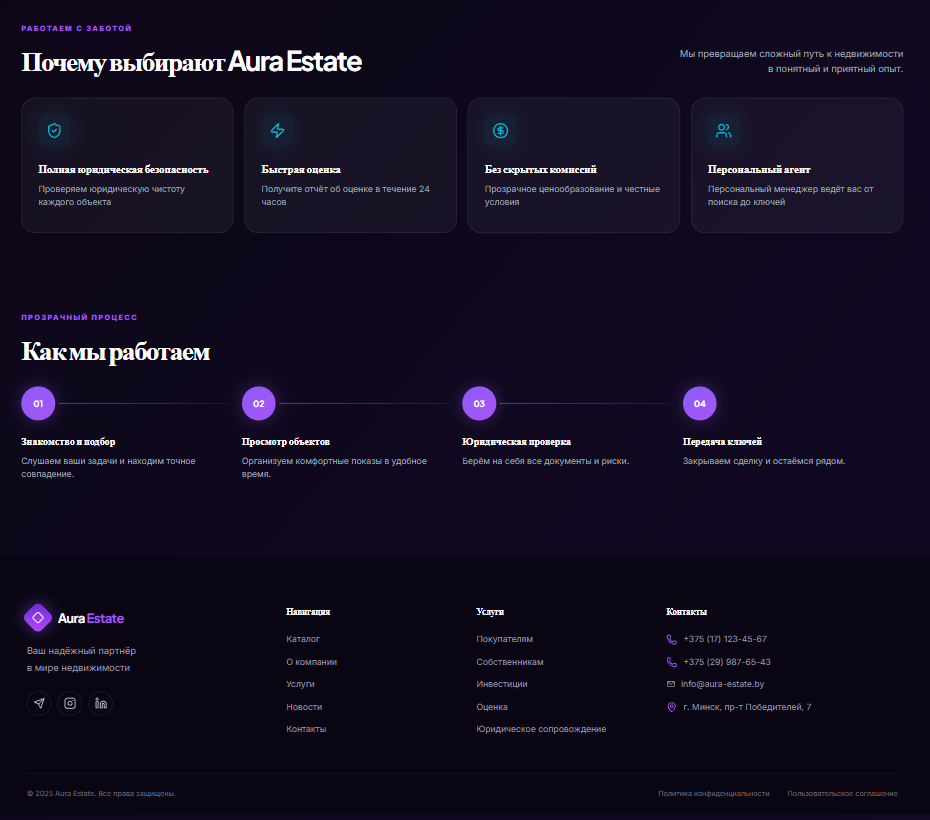 РАБОТАЕМ С ЗАБОТОЙ
Почему выбирают Aura Estate
Мы превращаем сложный путь к недвижимости
в понятный и приятный опыт.
Полная юридическая безопасность
Проверяем юридическую чистоту
каждого объекта
Быстрая оценка
Получите отчёт об оценке в течение 24
часов
Без скрытых комиссий
Прозрачное ценообразование и честные
условия
Персональный агент
Персональный менеджер ведёт вас от
поиска до ключей
ПРОЗРАЧНЫЙ ПРОЦЕСС
Как мы работаем
01
Знакомство и подбор
Слушаем ваши задачи и находим точное
совпадение.
02
Просмотр объектов
Организуем комфортные показы в удобное
время.
03
Юридическая проверка
Берём на себя все документы и риски.
04
Передача ключей
Закрываем сделку и остаёмся рядом.
Aura Estate
Ваш надёжный партнёр
в мире недвижимости
Навигация
Каталог
О компании
Услуги
Новости
Контакты
Услуги
Покупателям
Собственникам
Инвестиции
Оценка
Юридическое сопровождение
Контакты
+375 (17) 123-45-67
+375 (29) 987-65-43
info@aura-estate.by
г. Минск, пр-т Победителей, 7
© 2025 Aura Estate. Все права защищены.
Политика конфиденциальности
Пользовательское соглашение